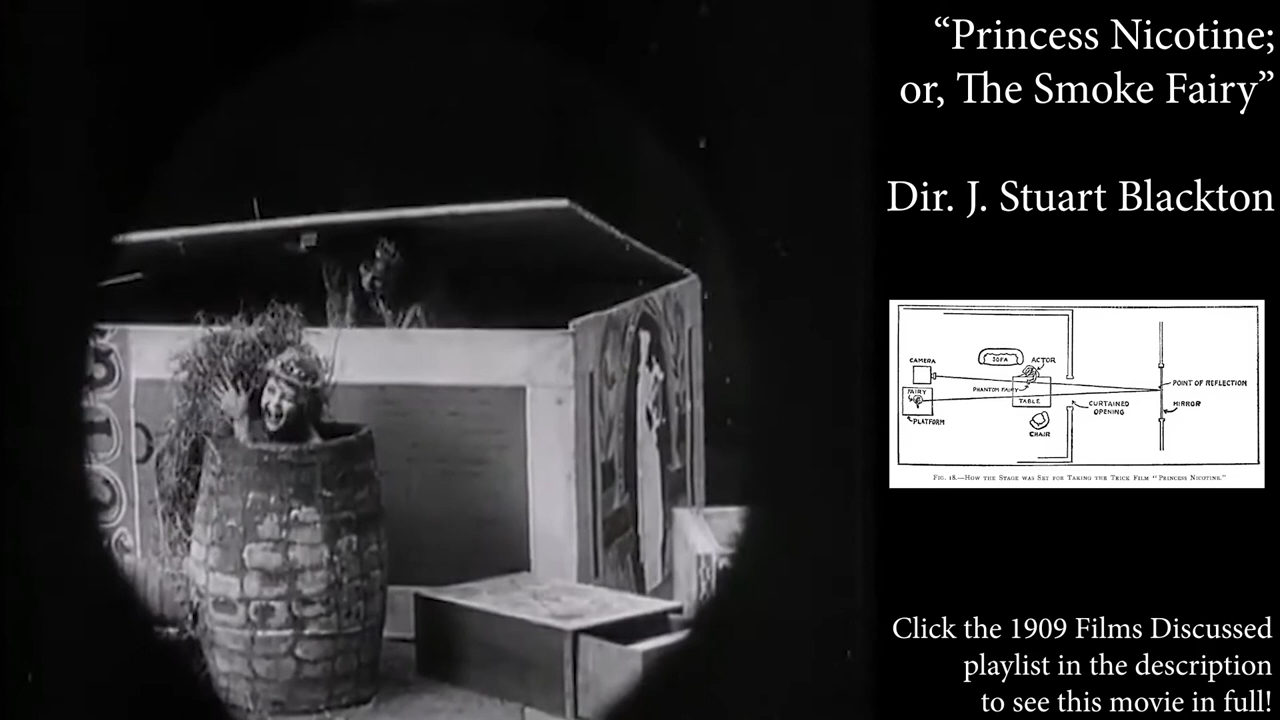 “Princess Nicotine;
or, The Smoke Fairy”
Dir. J. Stuart Blackton
CAMERA
SOFA
ACTOR
FAIRY
PHANTOM FAIRY
TABLE
POINT OF REFLECTION
PLATFORM
CURTAINED
OPENING
MIRROR
CHAIR
FIG. 18.—HOW THE STAGE WAS SET FOR TAKING THE TRICK FILM “PRINCESS NICOTINE.”
Click the 1909 Films Discussed
playlist in the description
to see this movie in full!